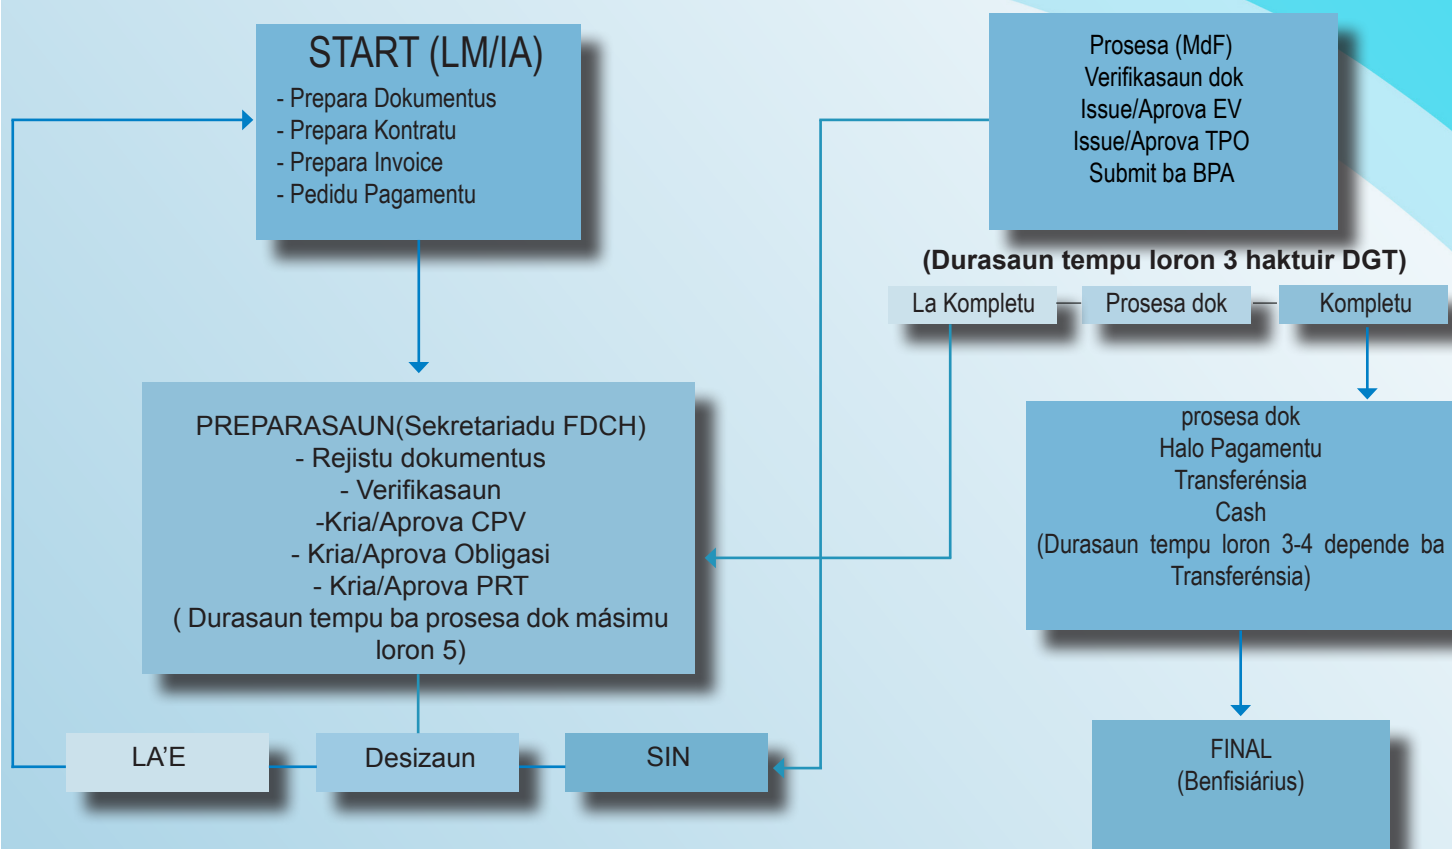 START (LM/IA)
- Prepara Dokumentus
- Prepara Kontratu
- Prepara Invoice
- Pedidu Pagamentu
PREPARASAUN(Sekretariadu FDCH)
- Rejistu dokumentus
- Verifikasaun
-Kria/Aprova CPV
- Kria/Aprova Obligasi
- Kria/Aprova PRT
( Durasaun tempu ba prosesa dok másimu
loron 5)
LA'E
Desizaun
SIN
Prosesa (MdF)
Verifikasaun dok
Issue/Aprova EV
Issue/Aprova TPO
Submit ba BPA
(Durasaun tempu loron 3 haktuir DGT)
La Kompletu
Prosesa dok
Kompletu
prosesa dok
Halo Pagamentu
Transferénsia
Cash
(Durasaun tempu loron 3-4 depende ba
Transferénsia)
FINAL
(Benfisiárius)